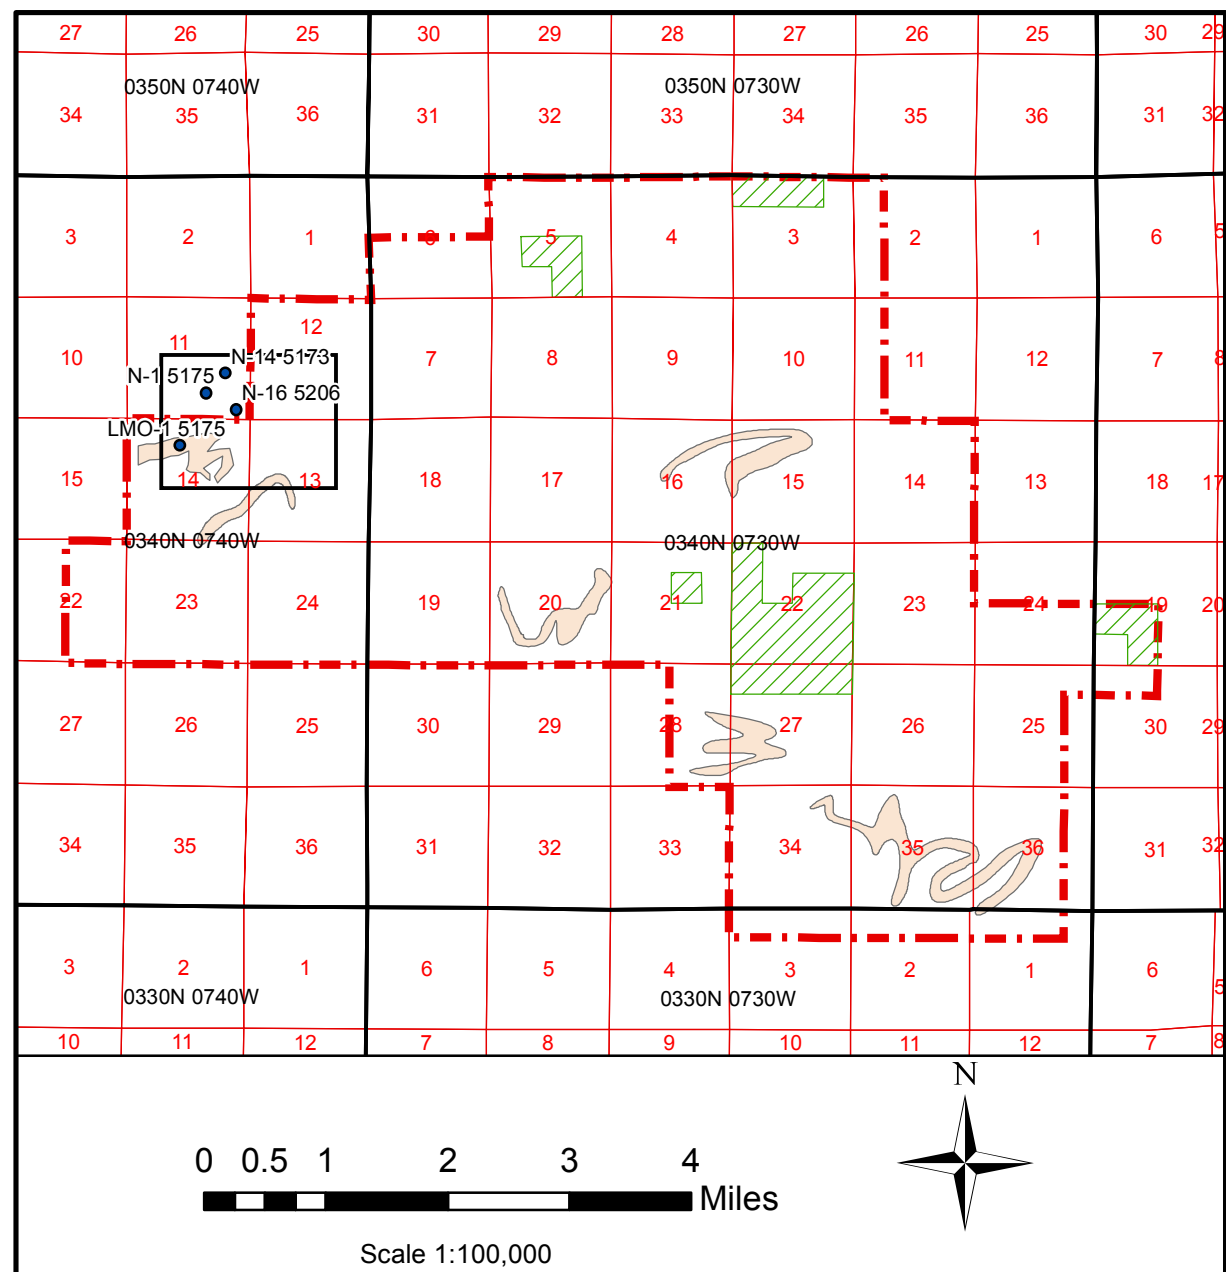 27 26 25 30 29 28 27 26 25 30 29
0350N 0740W 0350N 0730W
34 35 36 31 32 33 34 35 36 31 32
3 2 1 6 5 4 3 2 1 6 5
12
11
10 7 8 9 10 11 12 7 8
N-14 5173
N-1 5175
N-16 5206
LMO-1 5175
15 14 13 18 17 16 15 14 13 18 17
0340N 0740W 0340N 0730W
22 23 24 19 20 21 22 23 24 19 20
27 26 25 30 29 28 27 26 25 30 29
34 35 36 31 32 33 34 35 36 31 32
3 2 1 6 5 4 3 2 1 6 5
0330N 0740W 0330N 0730W
10 11 12 7 8 9 10 11 12 7 8
N
0 0.5 1 2 3 4
Miles
Scale 1:100,000